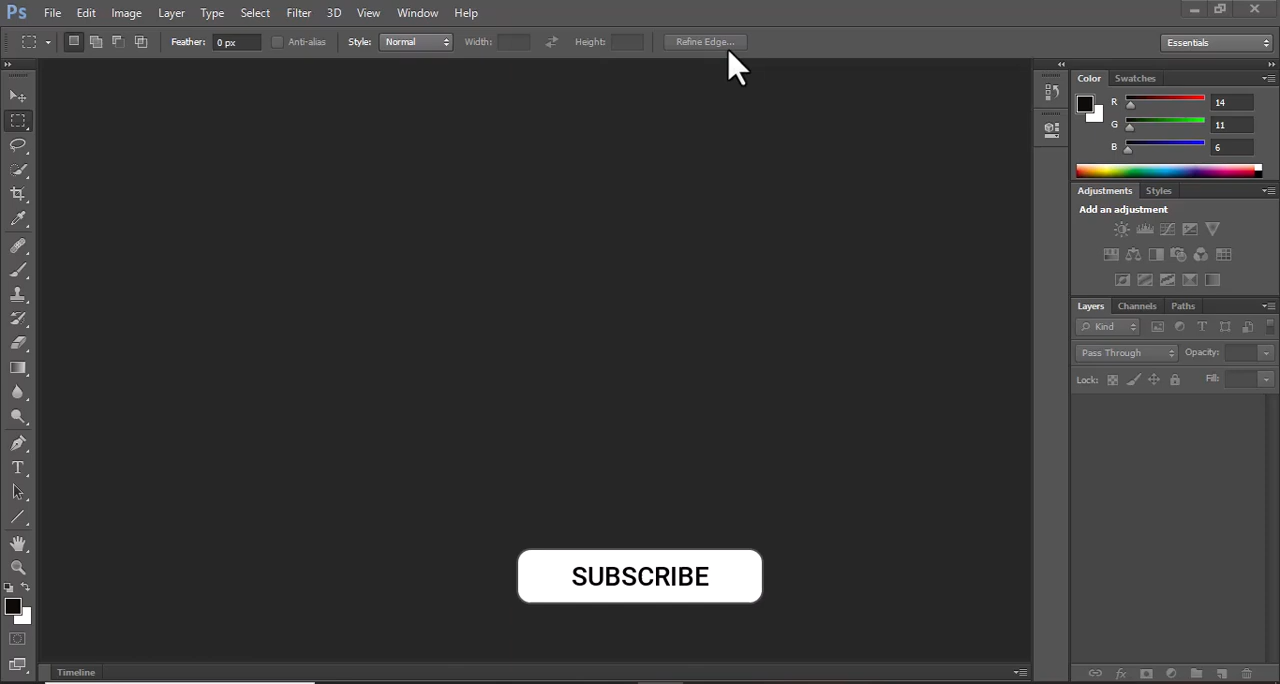 Ps File Edit Image Layer Type Select Filter 3D View Window Help
Feather: 0 px Anti-alias Style: Normal Width: Height: Refine Edge... Essentials
Color Swatches
R 14
G 11
B 6
Adjustments Styles
Add an adjustment
Layers Channels Paths
Kind
Pass Through Opacity:
Lock: Fill:
SUBSCRIBE
Timeline